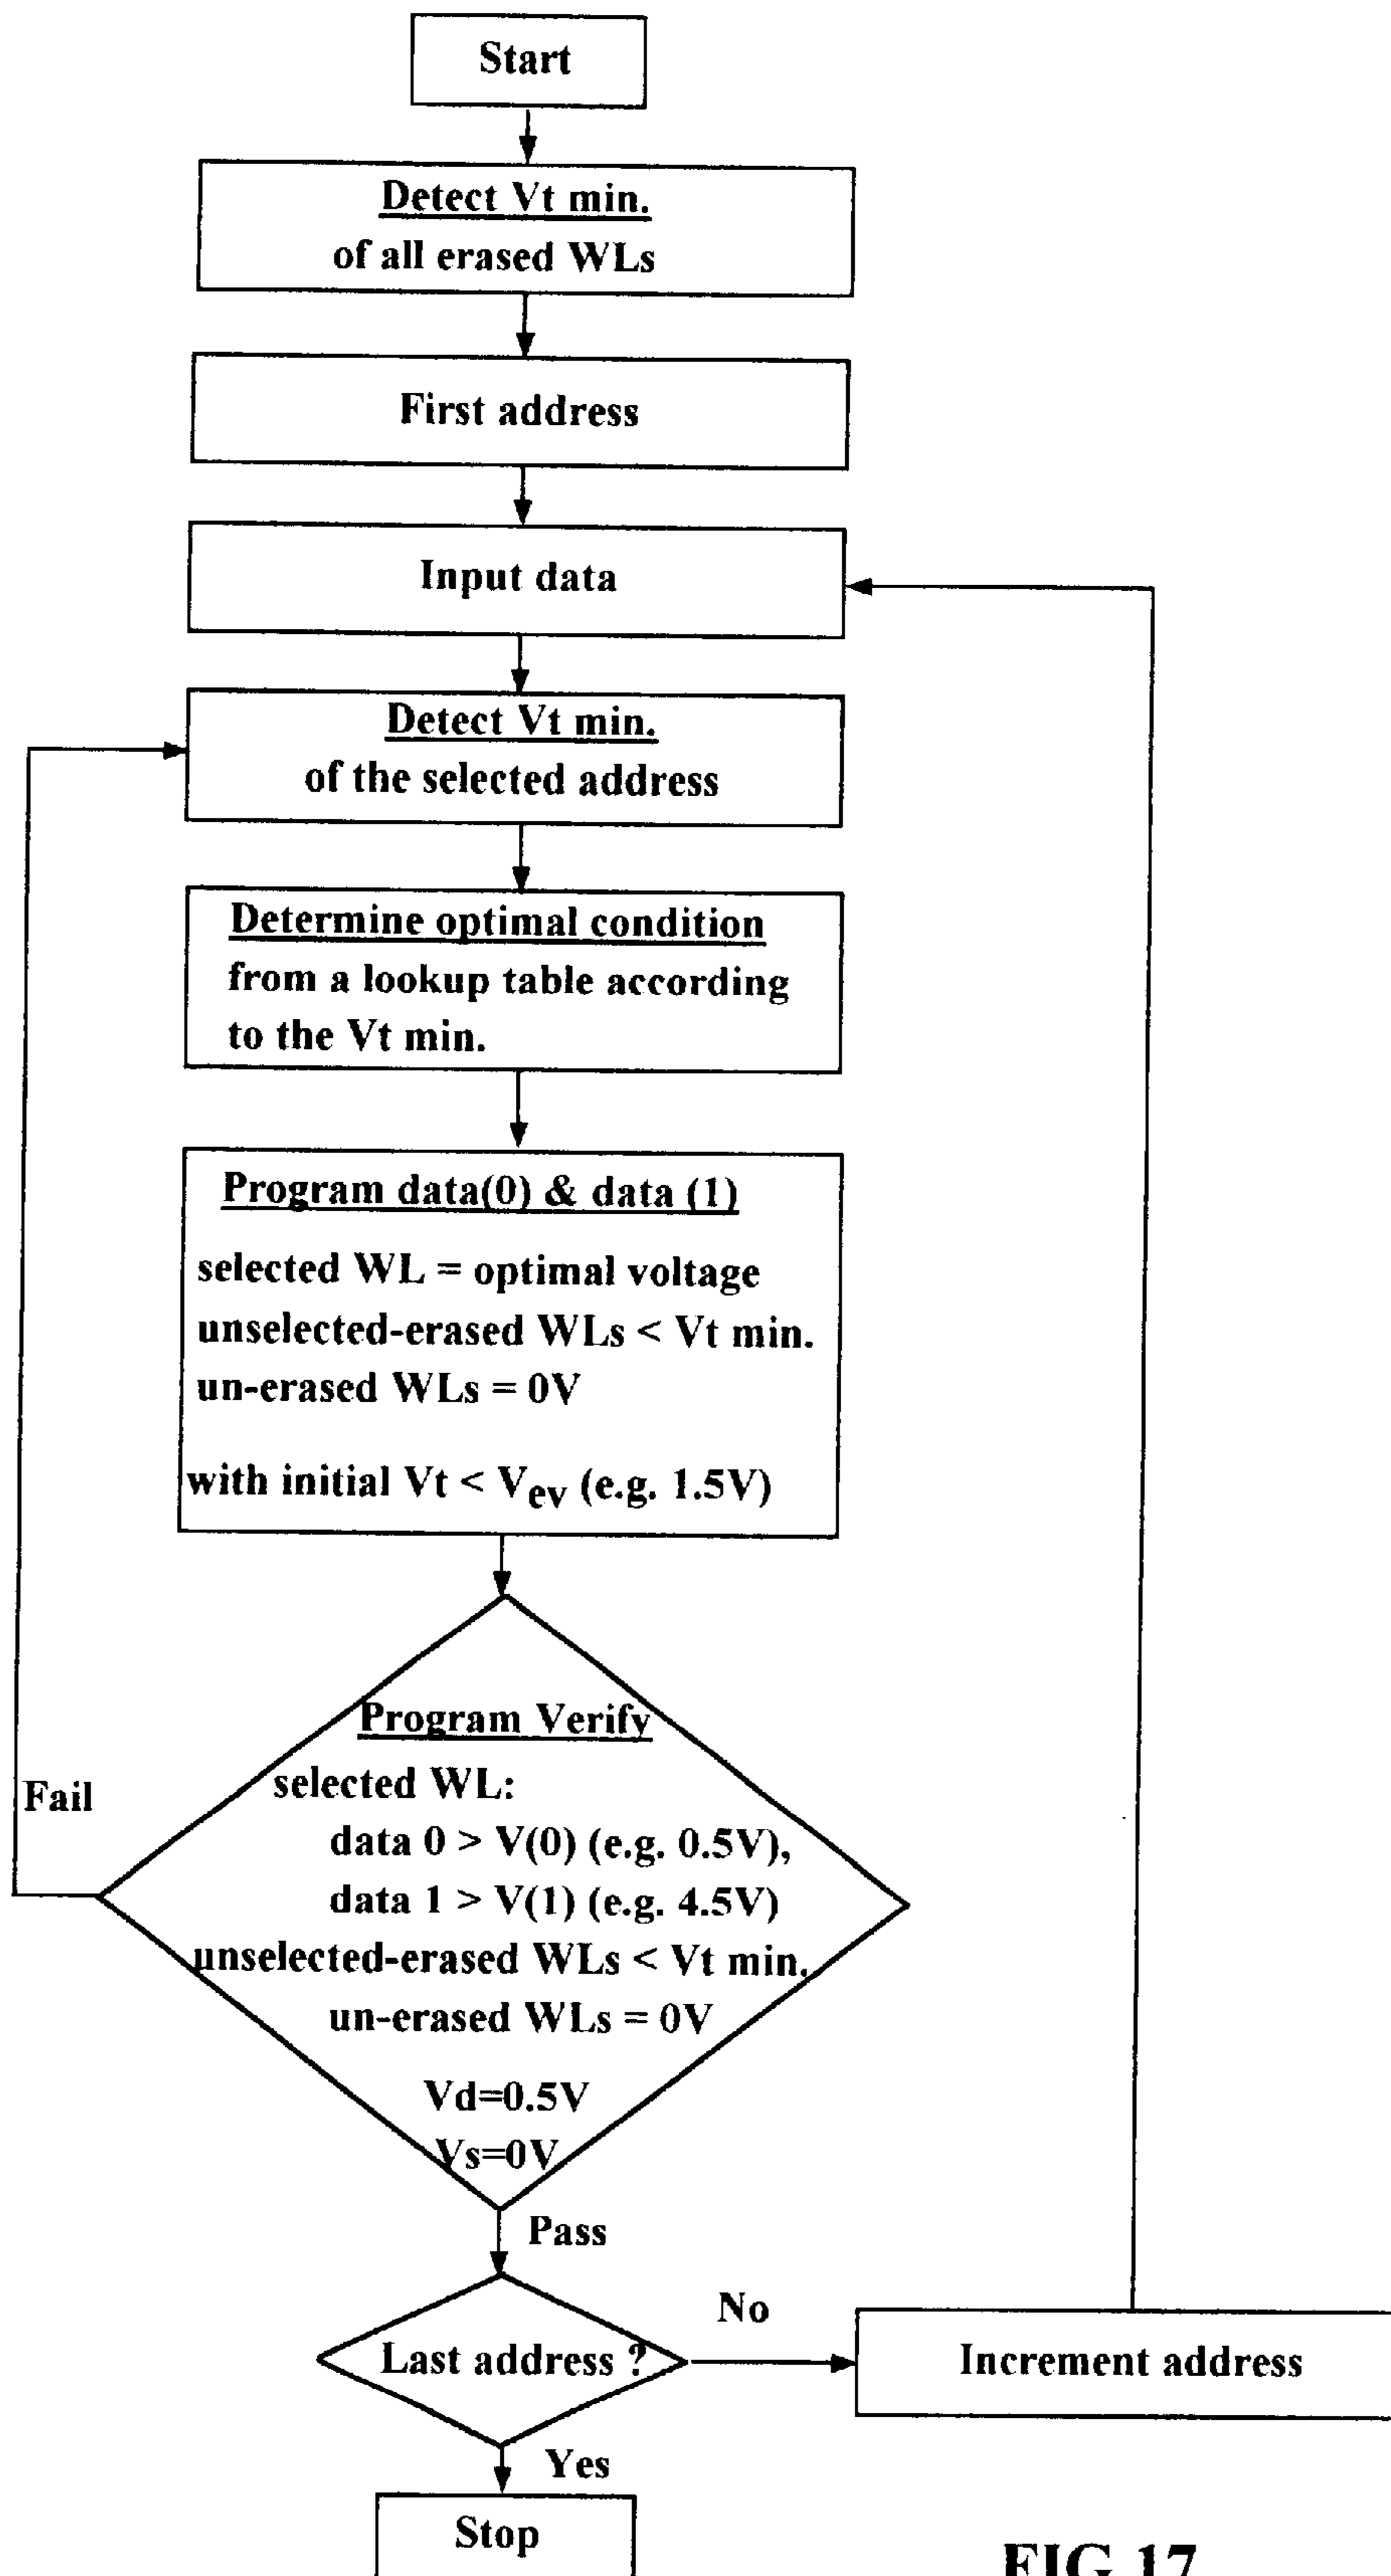 Start
Detect Vt min.
of all erased WLs
First address
Input data
Detect Vt min.
of the selected address
Determine optimal condition
from a lookup table according
to the Vt min.
Program data(0) & data (1)
selected WL = optimal voltage
unselected-erased WLs < Vt min.
un-erased WLs = 0V
with initial Vt < Vev (e.g. 1.5V)
Program Verify
selected WL:
Fail
data 0 > V(0) (e.g. 0.5V),
data 1 > V(1) (e.g. 4.5V)
unselected-erased WLs < Vt min.
un-erased WLs = 0V
Vd=0.5V
Vs=0V
Pass
No
Last address ?
Increment address
Yes
Stop
FIG.17